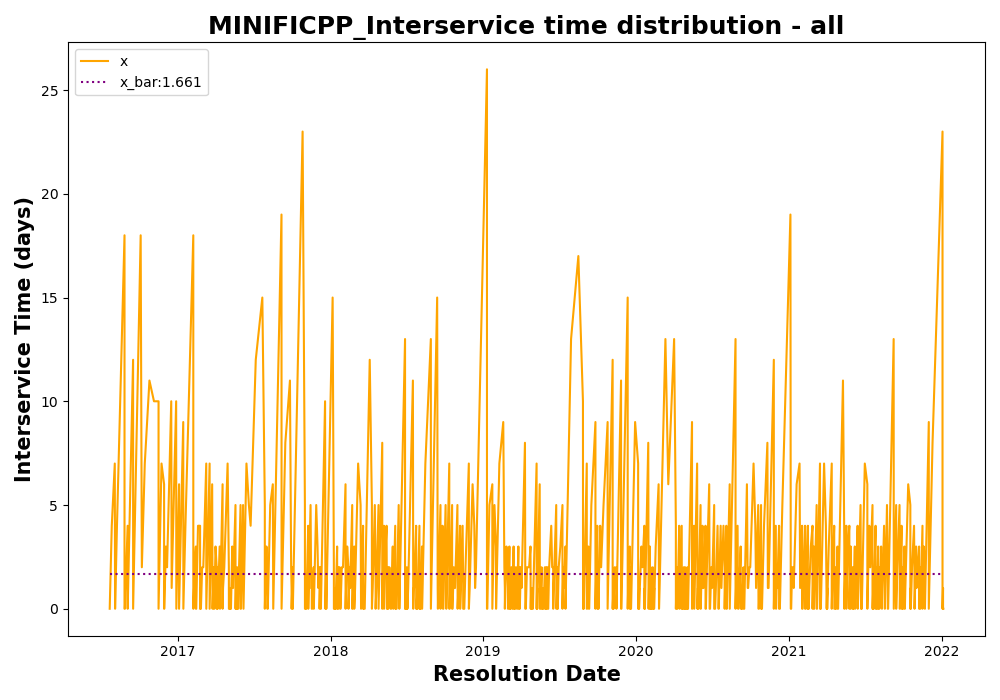 MINIFICPP_Interservice time distribution - all
x
x_bar:1.661
Interservice Time (days)
25
20
15
10
5
0
2017 2018 2019 2020 2021 2022
Resolution Date